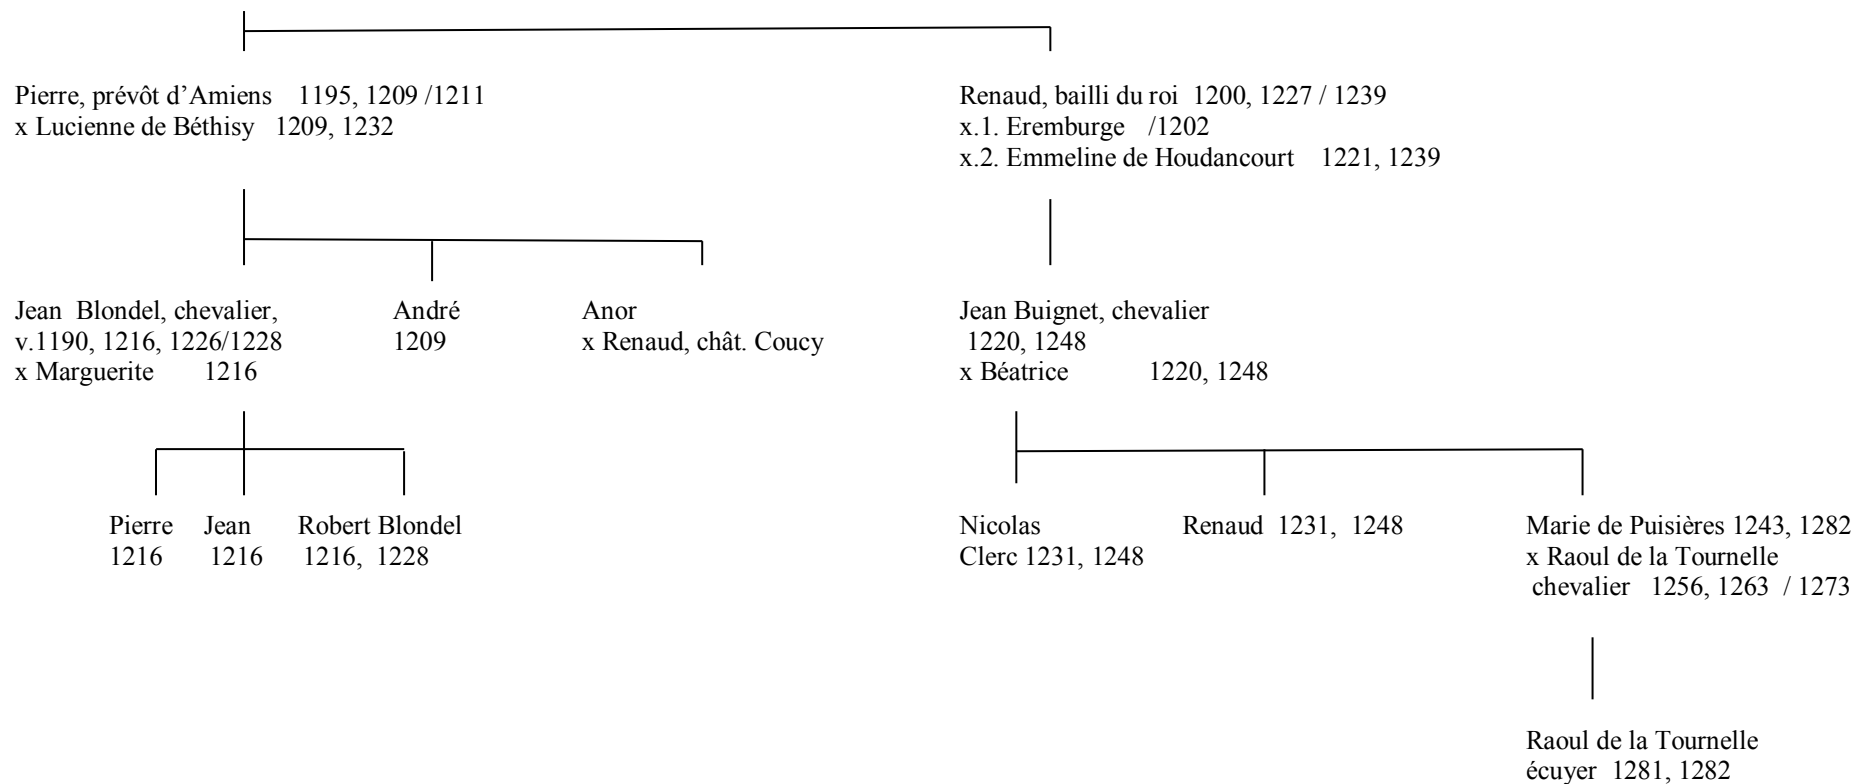 Pierre, prévôt d’Amiens 1195, 1209 /1211
x Lucienne de Béthisy 1209, 1232
Renaud, bailli du roi 1200, 1227 / 1239
x.1. Eremburge /1202
x.2. Emmeline de Houdancourt 1221, 1239
Jean Blondel, chevalier,
v.1190, 1216, 1226/1228
x Marguerite 1216
André
1209
Anor
x Renaud, chât. Coucy
Jean Buignet, chevalier
1220, 1248
x Béatrice 1220, 1248
Pierre
1216
Jean
1216
Robert Blondel
1216, 1228
Nicolas
Clerc 1231, 1248
Renaud 1231, 1248
Marie de Puisières 1243, 1282
x Raoul de la Tournelle
chevalier 1256, 1263 / 1273
Raoul de la Tournelle
écuyer 1281, 1282